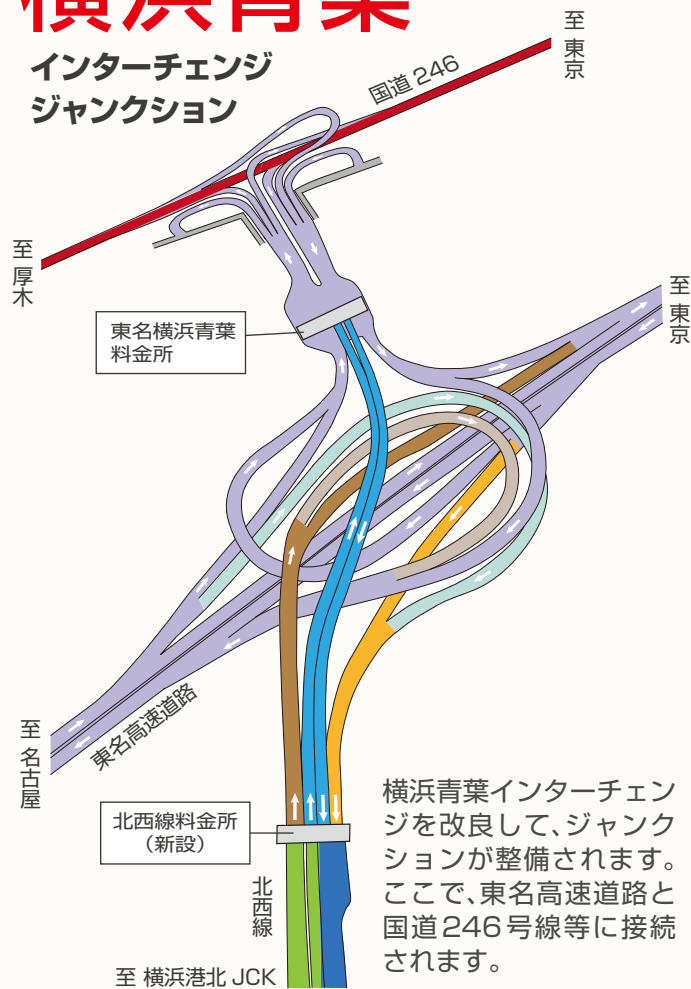 横浜青葉
インターチェンジ
ジャンクション
至 東京
国道 246
至 厚木
至 東京
東名横浜青葉
料金所
東名高速道路
至 名古屋
北西線料金所
（新設）
北西線
至 横浜港北 JCK
横浜青葉インターチェン
ジを改良して、ジャンク
ションが整備されます。
ここで、東名高速道路と
国道246号線等に接続
されます。